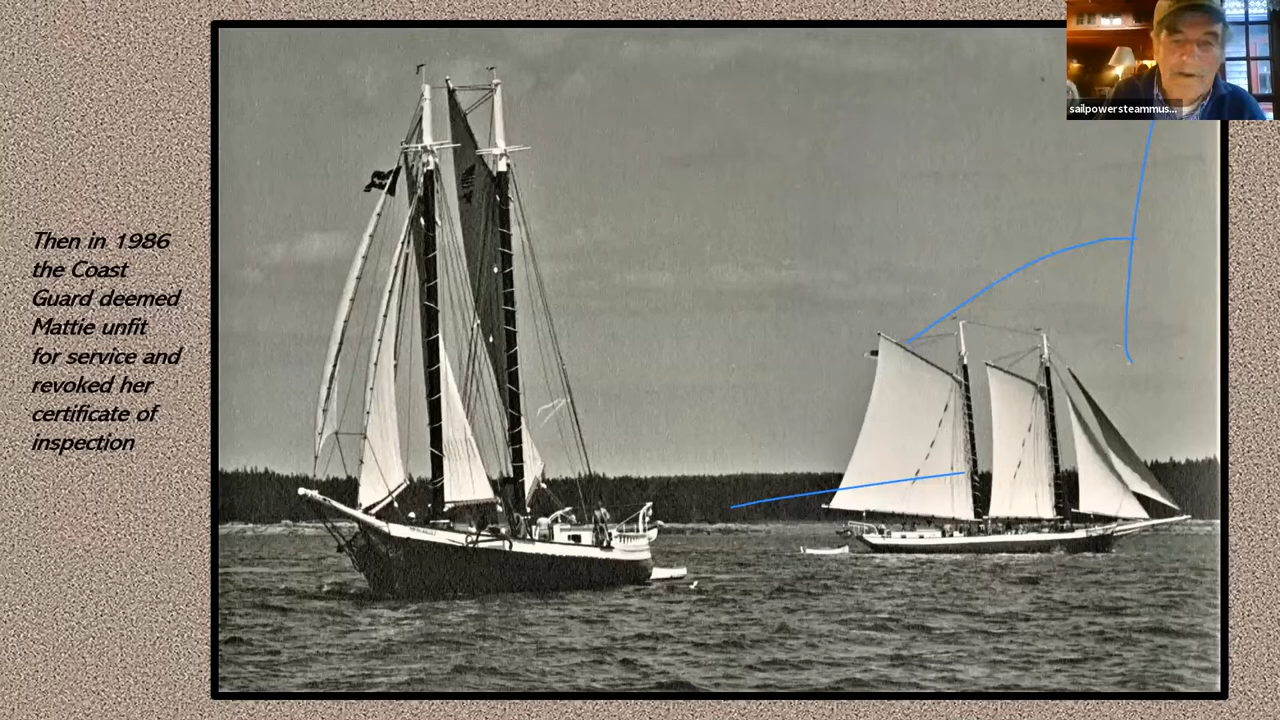 sailpowersteammus...
Then in 1986
the Coast
Guard deemed
Mattie unfit
for service and
revoked her
certificate of
inspection